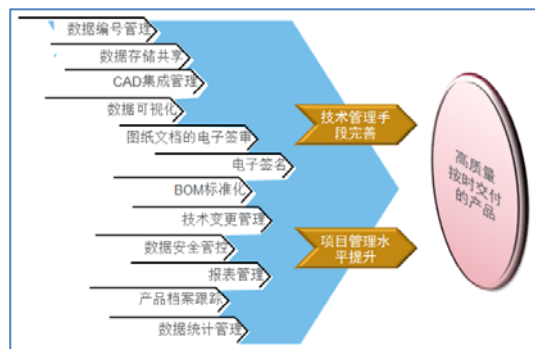 数据编号管理
数据存储共享
CAD集成管理
数据可视化
图纸文档的电子签审
电子签名
BOM标准化
技术变更管理
数据安全管控
报表管理
产品档案跟踪
数据统计管理
技术管理手
段完善
项目管理水
平提升
高质量
按时交付
的产品